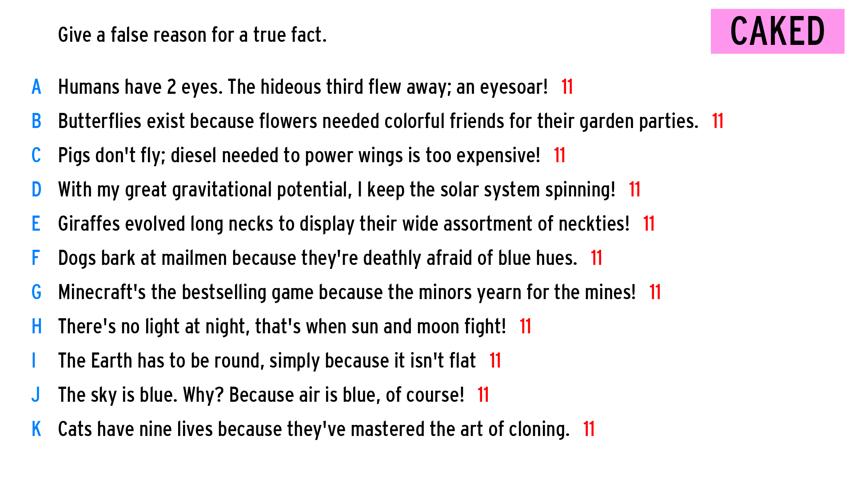 Give a false reason for a true fact.
CAKED
A Humans have 2 eyes. The hideous third flew away; an eyesoar! 11
B Butterflies exist because flowers needed colorful friends for their garden parties. 11
C Pigs don't fly; diesel needed to power wings is too expensive! 11
D With my great gravitational potential, I keep the solar system spinning! 11
E Giraffes evolved long necks to display their wide assortment of neckties! 11
F Dogs bark at mailmen because they're deathly afraid of blue hues. 11
G Minecraft's the bestselling game because the minors yearn for the mines! 11
H There's no light at night, that's when sun and moon fight! 11
I The Earth has to be round, simply because it isn't flat 11
J The sky is blue. Why? Because air is blue, of course! 11
K Cats have nine lives because they've mastered the art of cloning. 11